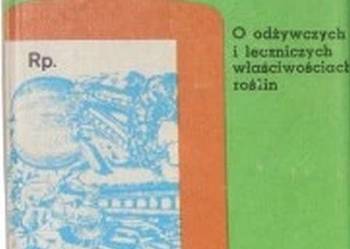 Rp.
O odżywczych
i leczniczych
właściwościach
roślin